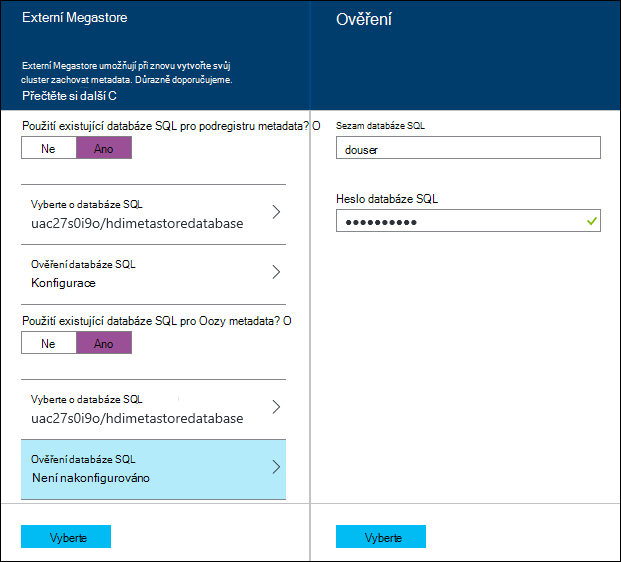 Externí Megastore
Externí Megastore umožňují při znovu vytvořte svůj
cluster zachovat metadata. Důrazně doporučujeme.
Přečtěte si další C
Použití existující databáze SQL pro podregistru metadata? O
Ne
Ano
Vyberte o databáze SQL
uac27s0i9o/hdimetastoredatabase
Ověření databáze SQL
Konfigurace
Použití existující databáze SQL pro Oozy metadata? O
Ne
Ano
Vyberte o databáze SQL
uac27s0i9o/hdimetastoredatabase
Ověření databáze SQL
Není nakonfigurováno
Vyberte
Ověření
Sezam databáze SQL
douser
Heslo databáze SQL
●●●●●●●●●●
Vyberte